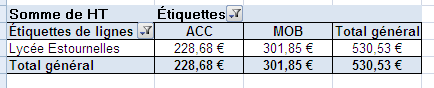 Somme de HT Étiquettes
Étiquettes de lignes ACC MOB Total général
Lycée Estournelles 228,68 € 301,85 € 530,53 €
Total général 228,68 € 301,85 € 530,53 €